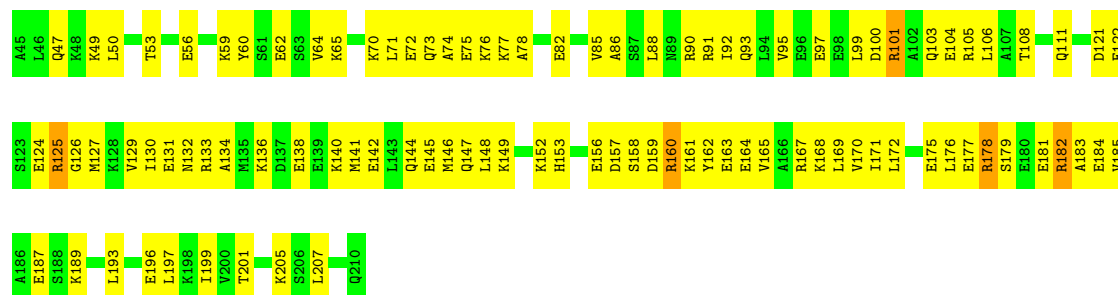 A45 L46 Q47 K48 K49 L50 T53 E56 K59 Y60 S61 E62 S63 V64 K65 K70 L71 E72 Q73 A74 E75 K76 K77 A78 E82 V85 A86 S87 L88 N89 R90 R91 I92 Q93 L94 V95 E96 E97 E98 L99 D100 R101 A102 Q103 E104 R105 L106 A107 T108 Q111 D121 E122
S123 E124 R125 G126 M127 K128 V129 I130 E131 N132 R133 A134 M135 K136 D137 E138 E139 K140 M141 E142 L143 Q144 E145 M146 Q147 L148 K149 K152 H153 E156 D157 S158 D159 R160 K161 Y162 E163 E164 V165 A166 R167 K168 L169 V170 I171 L172 E175 L176 E177 R178 S179 E180 E181 R182 A183 E184 V185
A186 E187 S188 K189 L193 E196 L197 K198 I199 V200 T201 K205 S206 L207 Q210